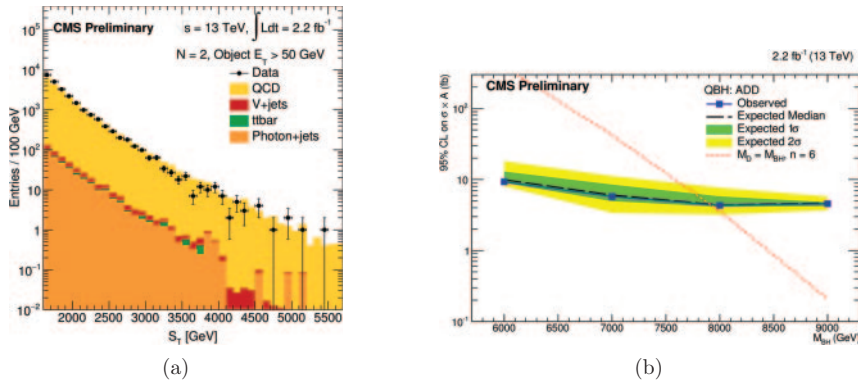 CMS Preliminary
s = 13 TeV, ∫ Ldt = 2.2 fb⁻¹
N = 2, Object E_T > 50 GeV
Data
QCD
V+jets
ttbar
Photon+jets
Entries / 100 GeV
10⁴
10³
10²
10
1
10⁻¹
10⁻²
2000 2500 3000 3500 4000 4500 5000 5500
S_T [GeV]
(a)
2.2 fb⁻¹ (13 TeV)
CMS Preliminary
QBH: ADD
Observed
Expected Median
Expected 1σ
Expected 2σ
M_D = M_BH, n = 6
95% CL on σ × A (fb)
10²
10
1
10⁻¹
6000 6500 7000 7500 8000 8500 9000
M_BH (GeV)
(b)